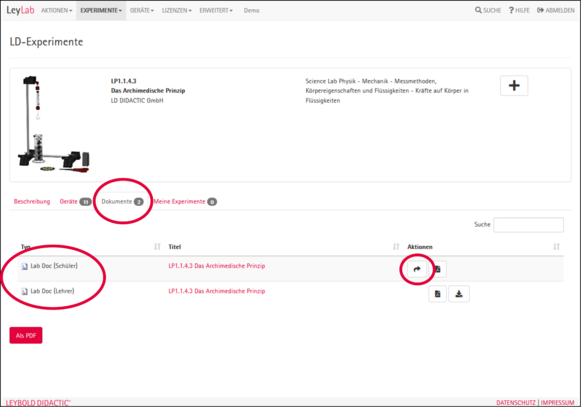 LeyLab AKTIONEN EXPERIMENTE GERÄTE LIZENZEN ERWEITERT Demo SUCHE ? HILFE ABMELDEN
LD-Experimente
LP1.1.4.3
Das Archimedische Prinzip
LD DIDACTIC GmbH
Science Lab Physik - Mechanik - Messmethoden,
Körpereigenschaften und Flüssigkeiten - Kräfte auf Körper in
Flüssigkeiten
Beschreibung Geräte 11 Dokumente 2 Meine Experimente 0
Suche
Typ Titel Aktionen
Lab Doc (Schüler) LP1.1.4.3 Das Archimedische Prinzip
Lab Doc (Lehrer) LP1.1.4.3 Das Archimedische Prinzip
Als PDF
LEYBOLD DIDACTIC DATENSCHUTZ | IMPRESSUM